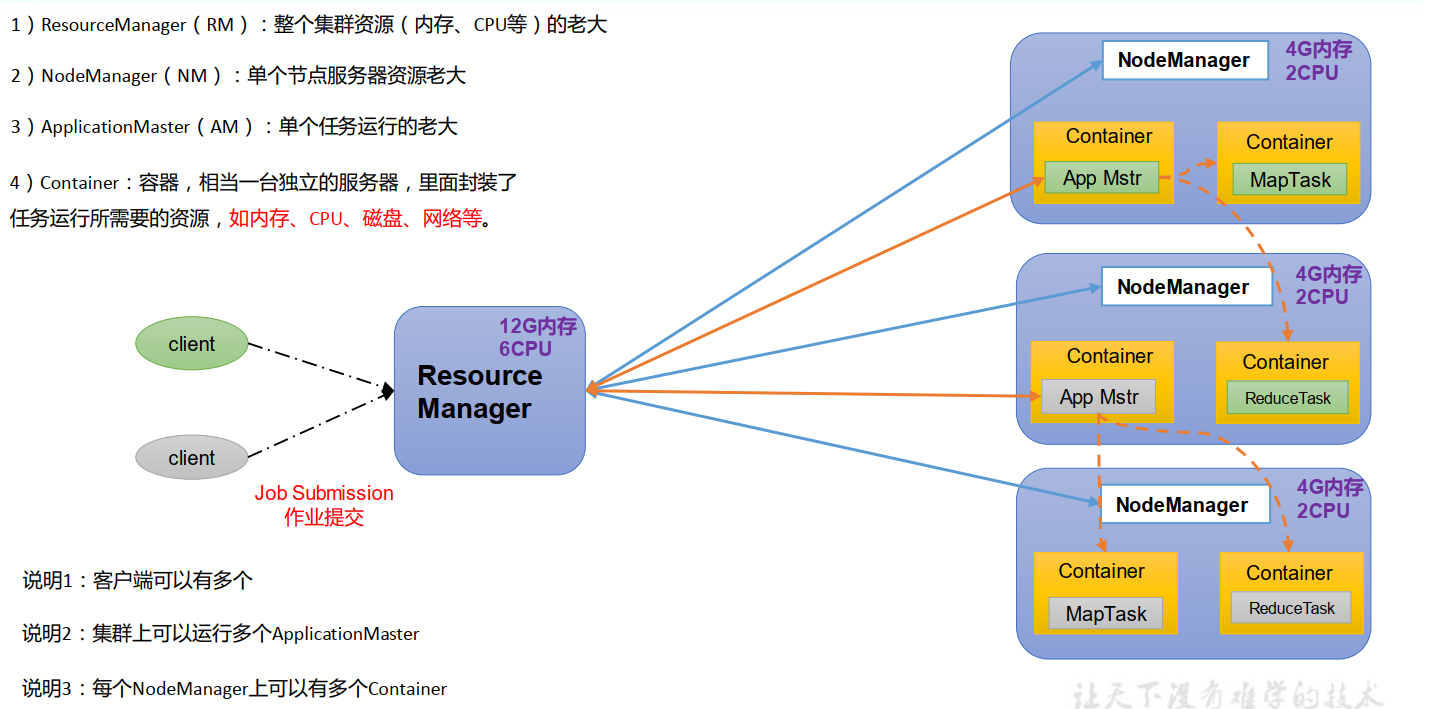 1）ResourceManager（RM）：整个集群资源（内存、CPU等）的老大
2）NodeManager（NM）：单个节点服务器资源老大
3）ApplicationMaster（AM）：单个任务运行的老大
4）Container：容器，相当一台独立的服务器，里面封装了
任务运行所需要的资源，如内存、CPU、磁盘、网络等。
client
client
Job Submission
作业提交
12G内存
6CPU
Resource
Manager
NodeManager
4G内存
2CPU
Container
App Mstr
Container
MapTask
NodeManager
4G内存
2CPU
Container
App Mstr
Container
ReduceTask
NodeManager
4G内存
2CPU
Container
MapTask
Container
ReduceTask
说明1：客户端可以有多个
说明2：集群上可以运行多个ApplicationMaster
说明3：每个NodeManager上可以有多个Container
让天下没有难学的技术